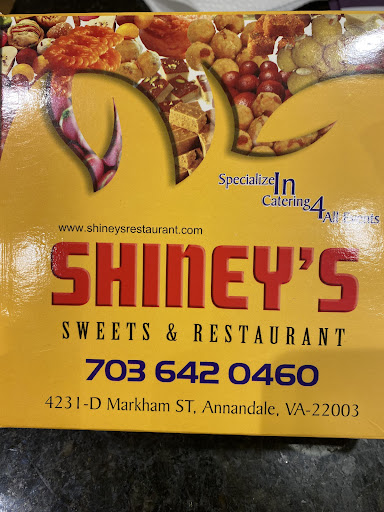 Specialize In
Catering 4
All Events
www.shineysrestaurant.com
SHINEY'S
SWEETS & RESTAURANT
703 642 0460
4231-D Markham ST, Annandale, VA-22003